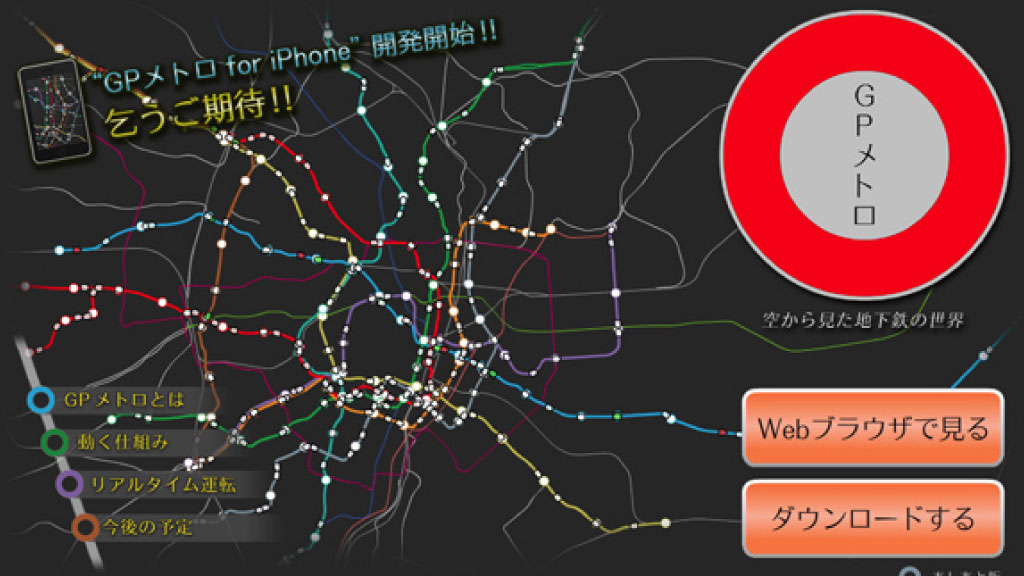 “GPメトロ for iPhone” 開発開始!!
乞うご期待!!
GPメトロ
空から見た地下鉄の世界
GPメトロとは
動く仕組み
リアルタイム運転
今後の予定
Webブラウザで見る
ダウンロードする